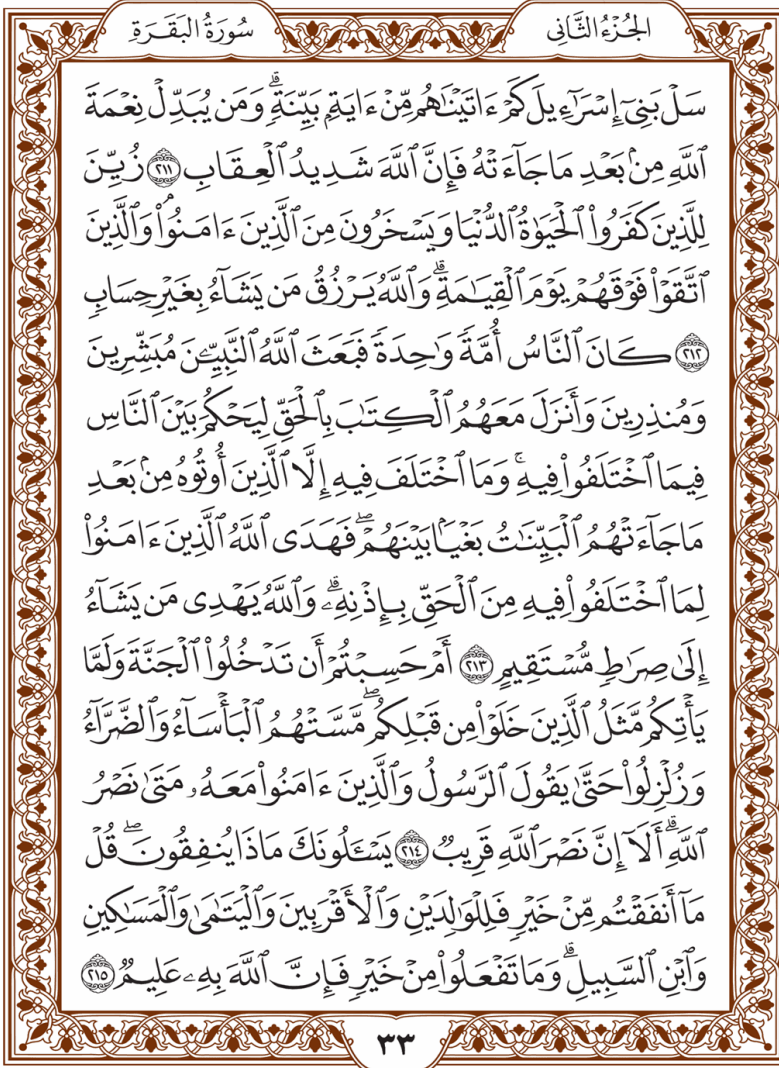 الجُزْءُ الثَّانِى
سُورَةُ البَقَرَةِ
سَلْ بَنِىٓ إِسْرَٰٓءِيلَ كَمْ ءَاتَيْنَٰهُم مِّنْ ءَايَةِۭ بَيِّنَةٍۗ وَمَن يُبَدِّلْ نِعْمَةَ
ٱللَّهِ مِنۢ بَعْدِ مَا جَآءَتْهُ فَإِنَّ ٱللَّهَ شَدِيدُ ٱلْعِقَابِ ٢١١ زُيِّنَ
لِلَّذِينَ كَفَرُوا۟ ٱلْحَيَوٰةُ ٱلدُّنْيَا وَيَسْخَرُونَ مِنَ ٱلَّذِينَ ءَامَنُوا۟ۘ وَٱلَّذِينَ
ٱتَّقَوْا۟ فَوْقَهُمْ يَوْمَ ٱلْقِيَٰمَةِۗ وَٱللَّهُ يَرْزُقُ مَن يَشَآءُ بِغَيْرِ حِسَابٍ
٢١٢ كَانَ ٱلنَّاسُ أُمَّةً وَٰحِدَةً فَبَعَثَ ٱللَّهُ ٱلنَّبِيِّۦنَ مُبَشِّرِينَ
وَمُنذِرِينَ وَأَنزَلَ مَعَهُمُ ٱلْكِتَٰبَ بِٱلْحَقِّ لِيَحْكُمَ بَيْنَ ٱلنَّاسِ
فِيمَا ٱخْتَلَفُوا۟ فِيهِۚ وَمَا ٱخْتَلَفَ فِيهِ إِلَّا ٱلَّذِينَ أُوتُوهُ مِنۢ بَعْدِ
مَا جَآءَتْهُمُ ٱلْبَيِّنَٰتُ بَغْيَۢا بَيْنَهُمْۖ فَهَدَى ٱللَّهُ ٱلَّذِينَ ءَامَنُوا۟
لِمَا ٱخْتَلَفُوا۟ فِيهِ مِنَ ٱلْحَقِّ بِإِذْنِهِۦۗ وَٱللَّهُ يَهْدِى مَن يَشَآءُ
إِلَىٰ صِرَٰطٍ مُّسْتَقِيمٍ ٢١٣ أَمْ حَسِبْتُمْ أَن تَدْخُلُوا۟ ٱلْجَنَّةَ وَلَمَّا
يَأْتِكُم مَّثَلُ ٱلَّذِينَ خَلَوْا۟ مِن قَبْلِكُمۖ مَّسَّتْهُمُ ٱلْبَأْسَآءُ وَٱلضَّرَّآءُ
وَزُلْزِلُوا۟ حَتَّىٰ يَقُولَ ٱلرَّسُولُ وَٱلَّذِينَ ءَامَنُوا۟ مَعَهُۥ مَتَىٰ نَصْرُ
ٱللَّهِۗ أَلَآ إِنَّ نَصْرَ ٱللَّهِ قَرِيبٌ ٢١٤ يَسْـَٔلُونَكَ مَاذَا يُنفِقُونَۖ قُلْ
مَآ أَنفَقْتُم مِّنْ خَيْرٍ فَلِلْوَٰلِدَيْنِ وَٱلْأَقْرَبِينَ وَٱلْيَتَٰمَىٰ وَٱلْمَسَٰكِينِ
وَٱبْنِ ٱلسَّبِيلِۗ وَمَا تَفْعَلُوا۟ مِنْ خَيْرٍ فَإِنَّ ٱللَّهَ بِهِۦ عَلِيمٌ ٢١٥
٣٣